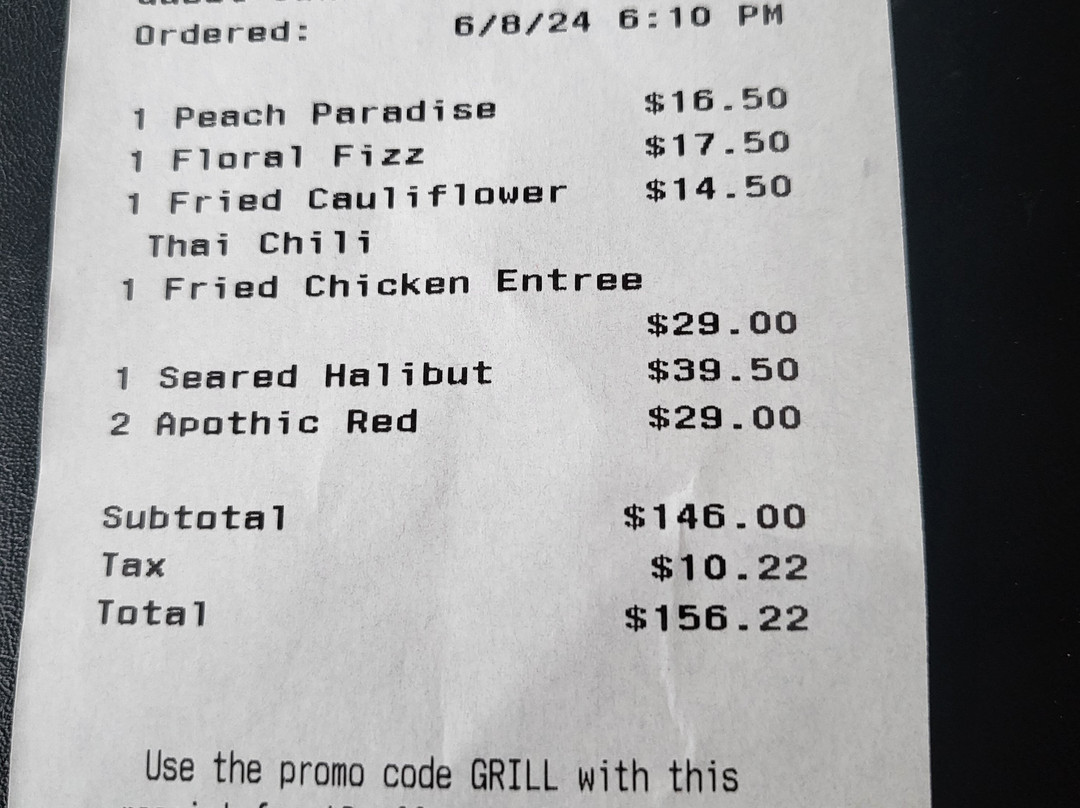 Ordered: 6/8/24 6:10 PM
1 Peach Paradise $16.50
1 Floral Fizz $17.50
1 Fried Cauliflower $14.50
Thai Chili
1 Fried Chicken Entree
$29.00
1 Seared Halibut $39.50
2 Apothic Red $29.00
Subtotal $146.00
Tax $10.22
Total $156.22
Use the promo code GRILL with this